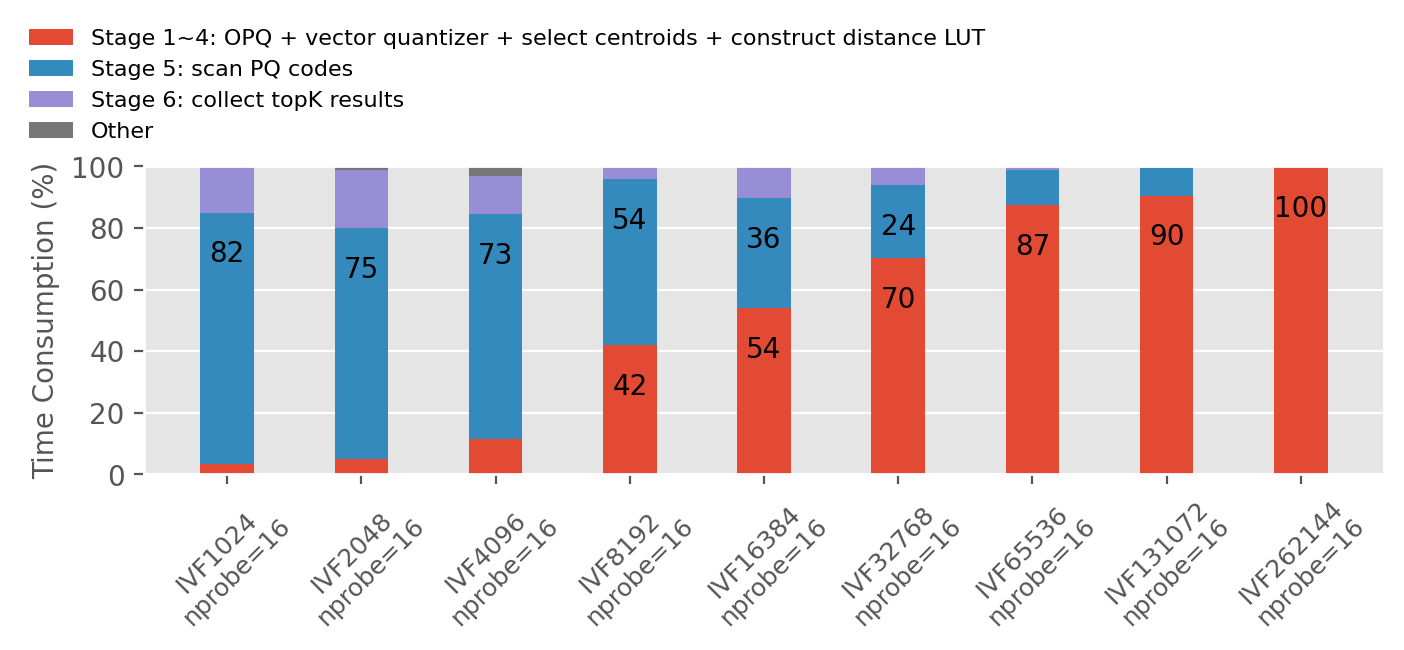 Stage 1~4: OPQ + vector quantizer + select centroids + construct distance LUT
Stage 5: scan PQ codes
Stage 6: collect topK results
Other
Time Consumption (%)
100
80
60
40
20
0
82
75
73
54
42
36
54
24
70
87
90
100
IVF1024
nprobe=16
IVF2048
nprobe=16
IVF4096
nprobe=16
IVF8192
nprobe=16
IVF16384
nprobe=16
IVF32768
nprobe=16
IVF65536
nprobe=16
IVF131072
nprobe=16
IVF262144
nprobe=16